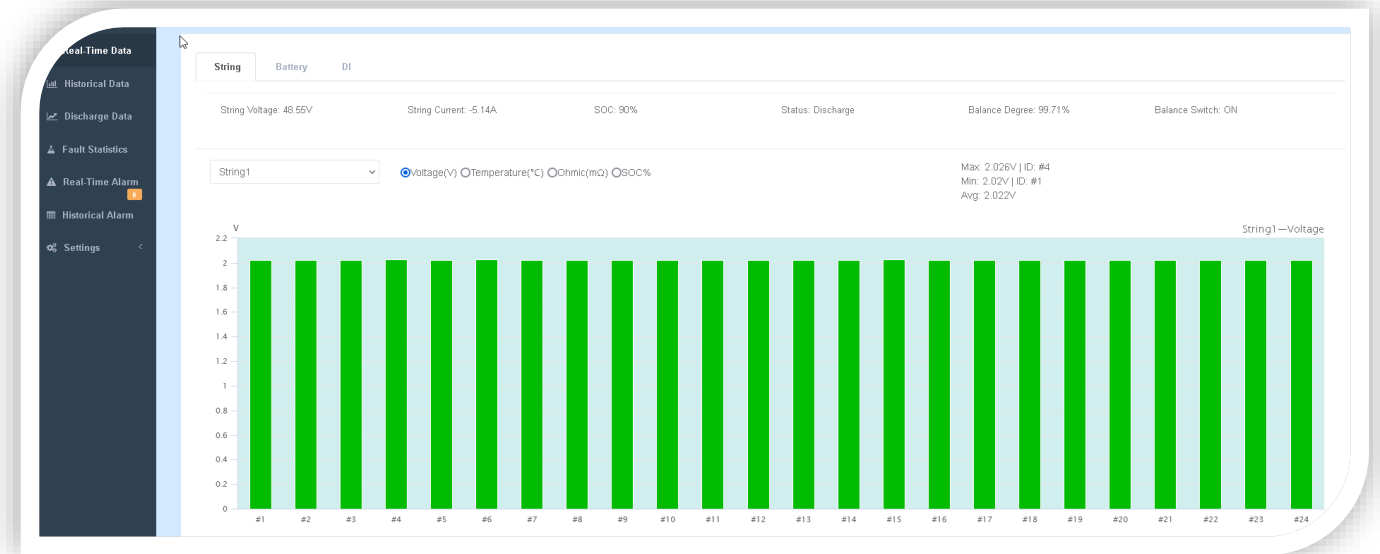 Real-Time Data
Historical Data
Discharge Data
Fault Statistics
Real-Time Alarm
0
Historical Alarm
Settings
String Battery DI
String Voltage: 48.55V String Current: -5.14A SOC: 90% Status: Discharge Balance Degree: 99.71% Balance Switch: ON
String1 Voltage(V) Temperature(°C) Ohmic(mΩ) SOC%
Max: 2.026V | ID: #4
Min: 2.02V | ID: #1
Avg: 2.022V
V
String1—Voltage
2.2
2
1.8
1.6
1.4
1.2
1
0.8
0.6
0.4
0.2
0
#1 #2 #3 #4 #5 #6 #7 #8 #9 #10 #11 #12 #13 #14 #15 #16 #17 #18 #19 #20 #21 #22 #23 #24